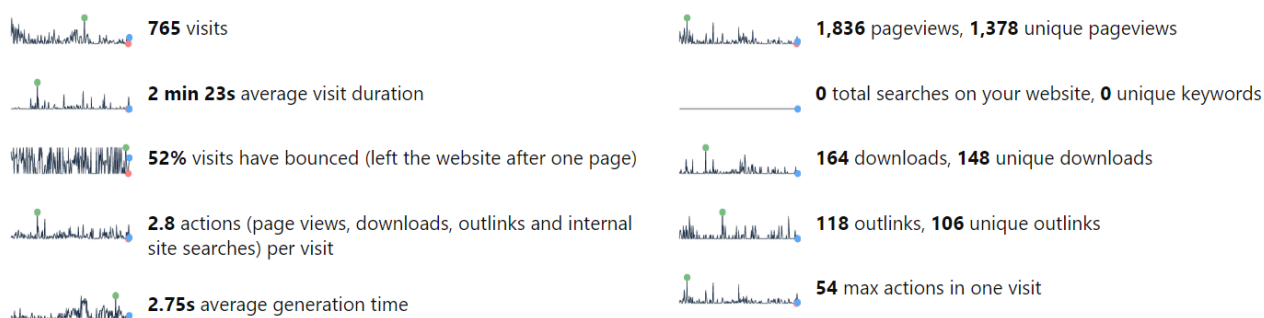 765 visits
2 min 23s average visit duration
52% visits have bounced (left the website after one page)
2.8 actions (page views, downloads, outlinks and internal
site searches) per visit
2.75s average generation time
1,836 pageviews, 1,378 unique pageviews
0 total searches on your website, 0 unique keywords
164 downloads, 148 unique downloads
118 outlinks, 106 unique outlinks
54 max actions in one visit